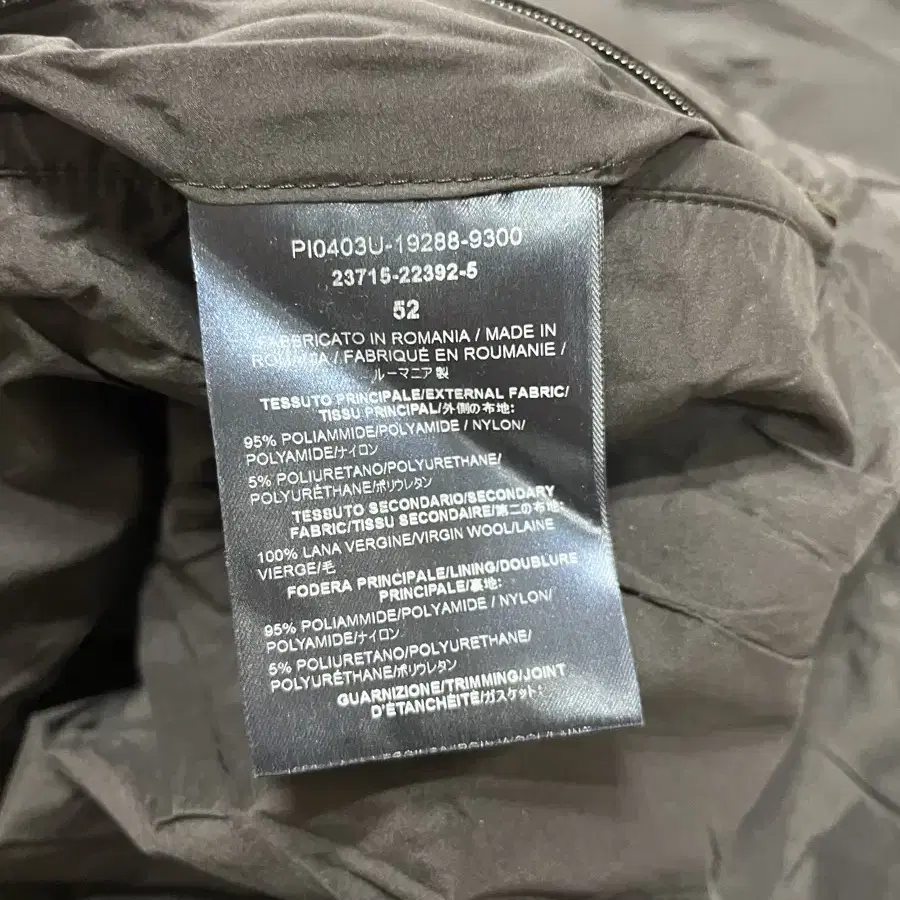 PI0403U-19288-9300
23715-22392-5
52
FABBRICATO IN ROMANIA / MADE IN
ROMANIA / FABRIQUÉ EN ROUMANIE /
ルーマニア製
TESSUTO PRINCIPALE/EXTERNAL FABRIC/
TISSU PRINCIPAL/外側の布地:
95% POLIAMMIDE/POLYAMIDE / NYLON/
POLYAMIDE/ナイロン
5% POLIURETANO/POLYURETHANE/
POLYURÉTHANE/ポリウレタン
TESSUTO SECONDARIO/SECONDARY
FABRIC/TISSU SECONDAIRE/第二の布地:
100% LANA VERGINE/VIRGIN WOOL/LAINE
VIERGE/毛
FODERA PRINCIPALE/LINING/DOUBLURE
PRINCIPALE/裏地:
95% POLIAMMIDE/POLYAMIDE / NYLON/
POLYAMIDE/ナイロン
5% POLIURETANO/POLYURETHANE/
POLYURÉTHANE/ポリウレタン
GUARNIZIONE/TRIMMING/JOINT
D'ÉTANCHÉITÉ/ガスケット: